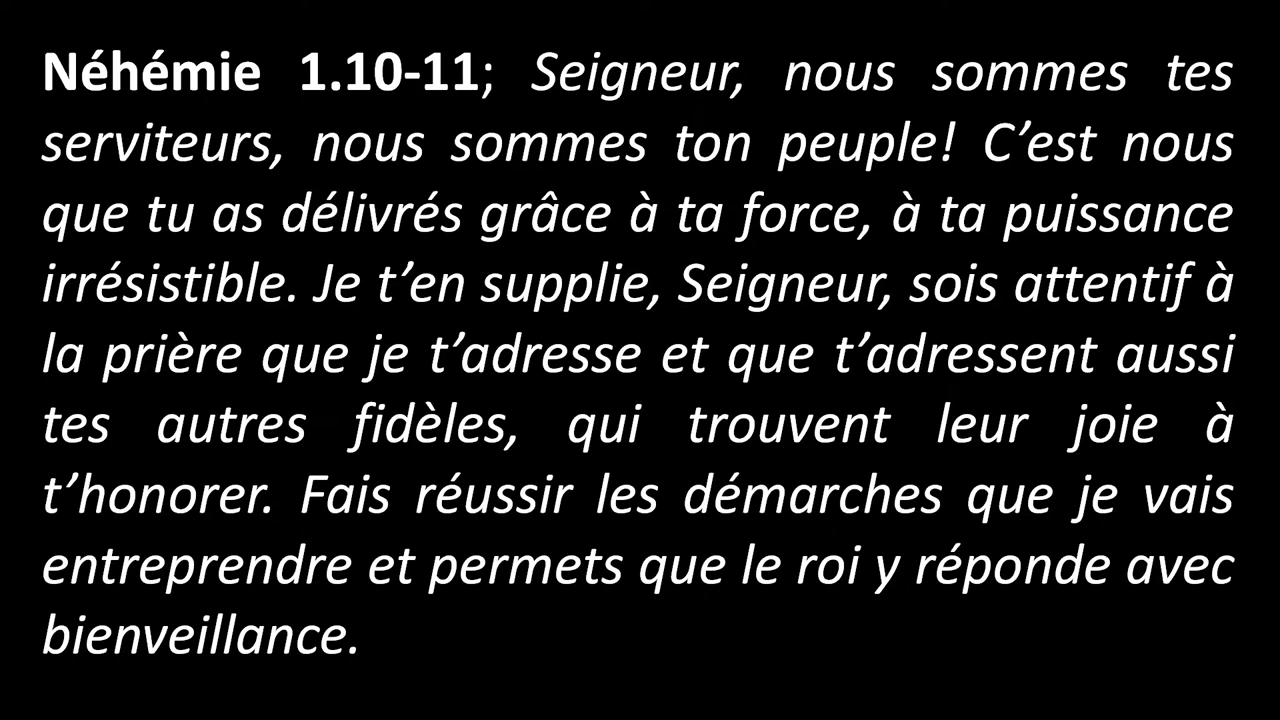 Néhémie 1.10-11; Seigneur, nous sommes tes
serviteurs, nous sommes ton peuple! C’est nous
que tu as délivrés grâce à ta force, à ta puissance
irrésistible. Je t’en supplie, Seigneur, sois attentif à
la prière que je t’adresse et que t’adressent aussi
tes autres fidèles, qui trouvent leur joie à
t’honorer. Fais réussir les démarches que je vais
entreprendre et permets que le roi y réponde avec
bienveillance.